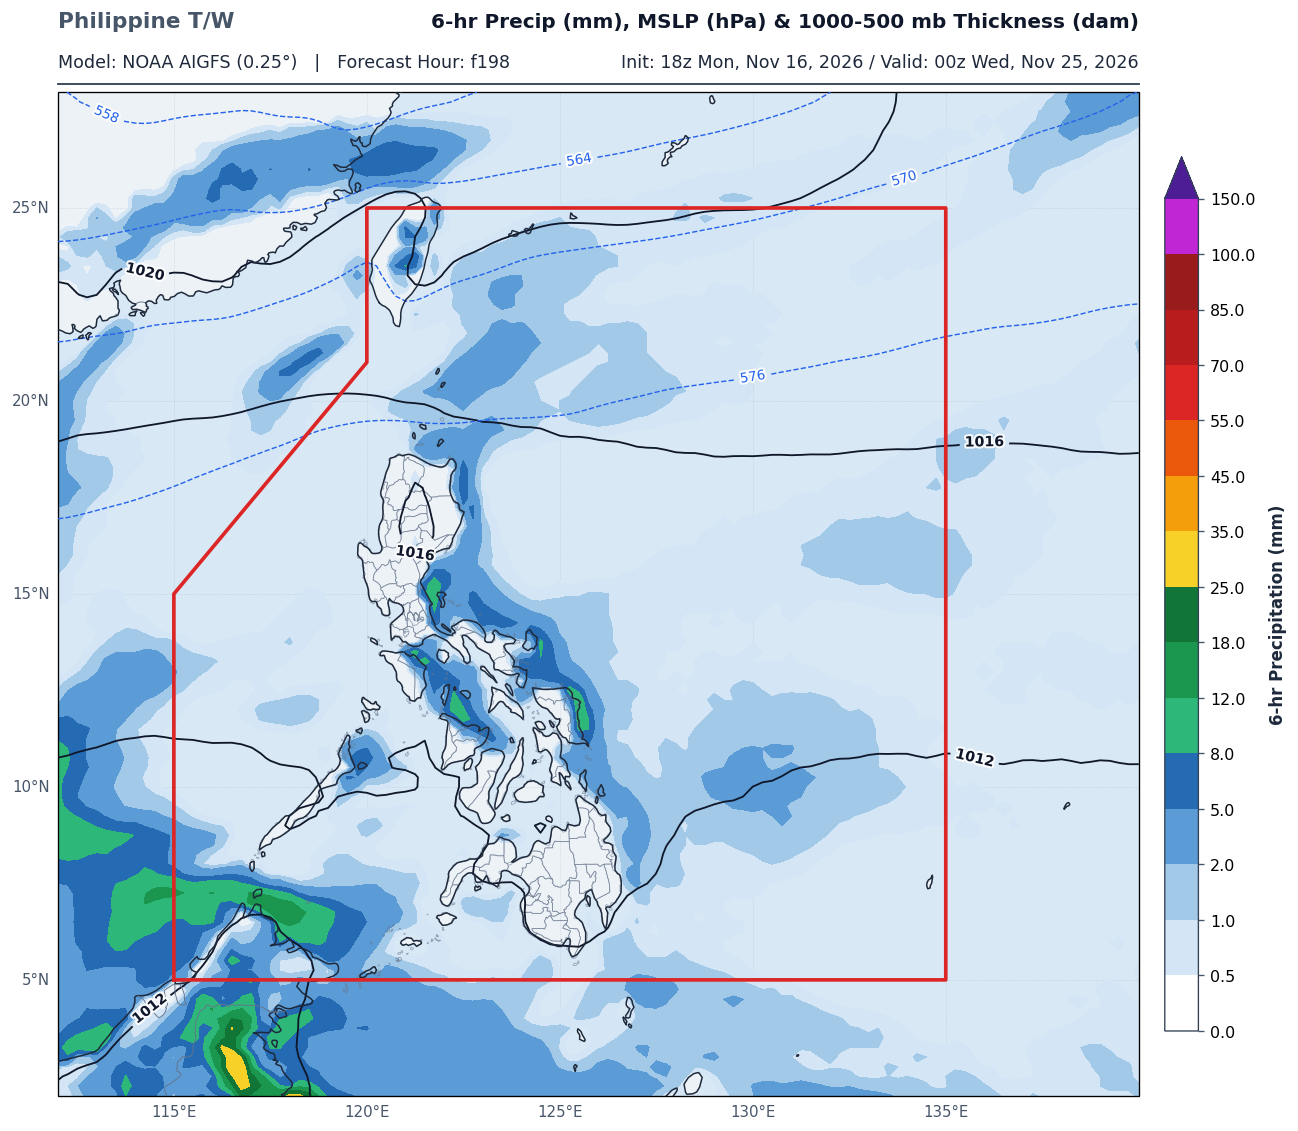 Philippine T/W
6-hr Precip (mm), MSLP (hPa) & 1000-500 mb Thickness (dam)
Model: NOAA AIGFS (0.25°) | Forecast Hour: f198
Init: 18z Mon, Nov 16, 2026 / Valid: 00z Wed, Nov 25, 2026
558
564
570
576
1020
1016
1016
1012
1012
25°N
20°N
15°N
10°N
5°N
115°E
120°E
125°E
130°E
135°E
150.0
100.0
85.0
70.0
55.0
45.0
35.0
25.0
18.0
12.0
8.0
5.0
2.0
1.0
0.5
0.0
6-hr Precipitation (mm)